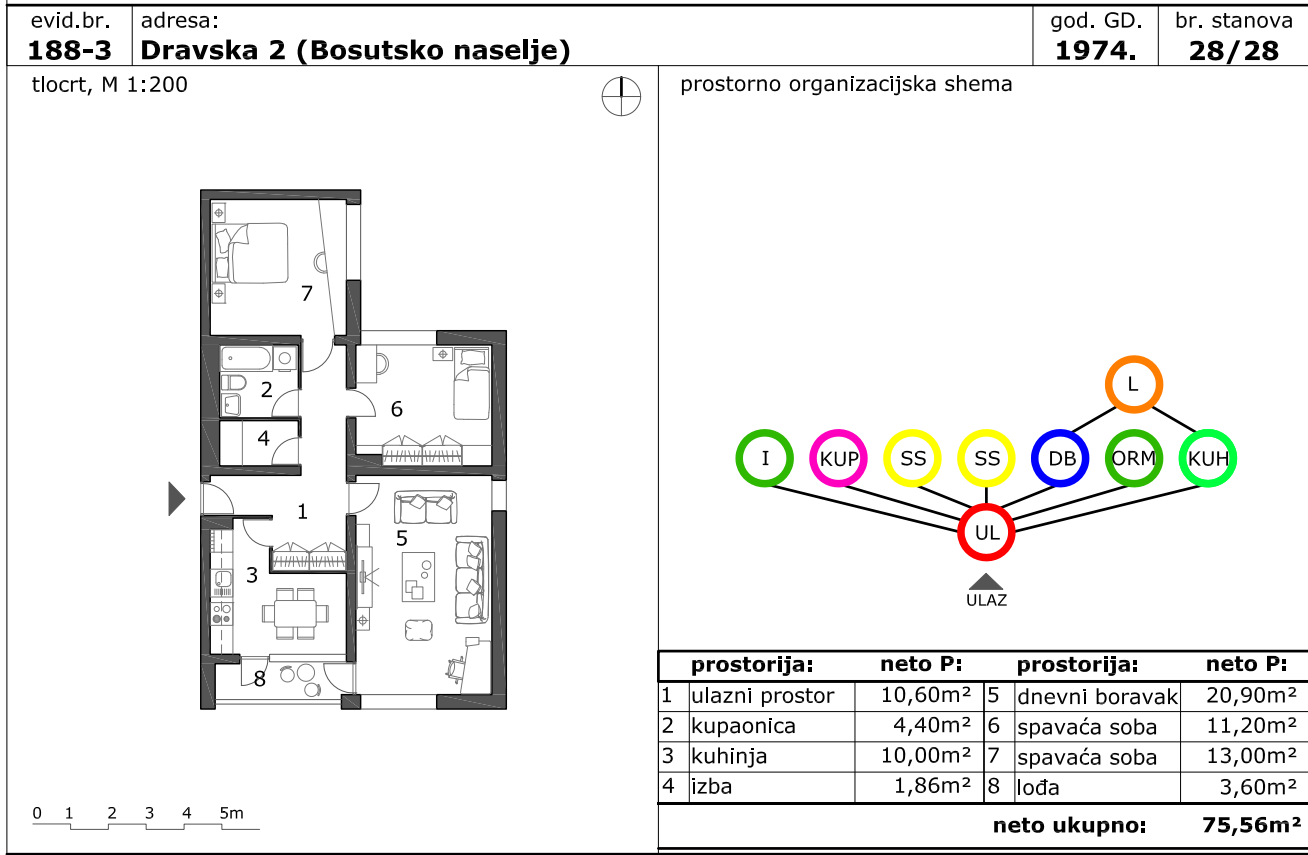 evid.br. adresa: god. GD. br. stanova
188-3 Dravska 2 (Bosutsko naselje) 1974. 28/28
tlocrt, M 1:200
prostorno organizacijska shema
7
2
6
4
1
5
3
8
0 1 2 3 4 5m
L
I KUP SS SS DB ORM KUH
UL
ULAZ
prostorija: neto P: prostorija: neto P:
1 ulazni prostor 10,60m² 5 dnevni boravak 20,90m²
2 kupaonica 4,40m² 6 spavaća soba 11,20m²
3 kuhinja 10,00m² 7 spavaća soba 13,00m²
4 izba 1,86m² 8 lođa 3,60m²
neto ukupno: 75,56m²